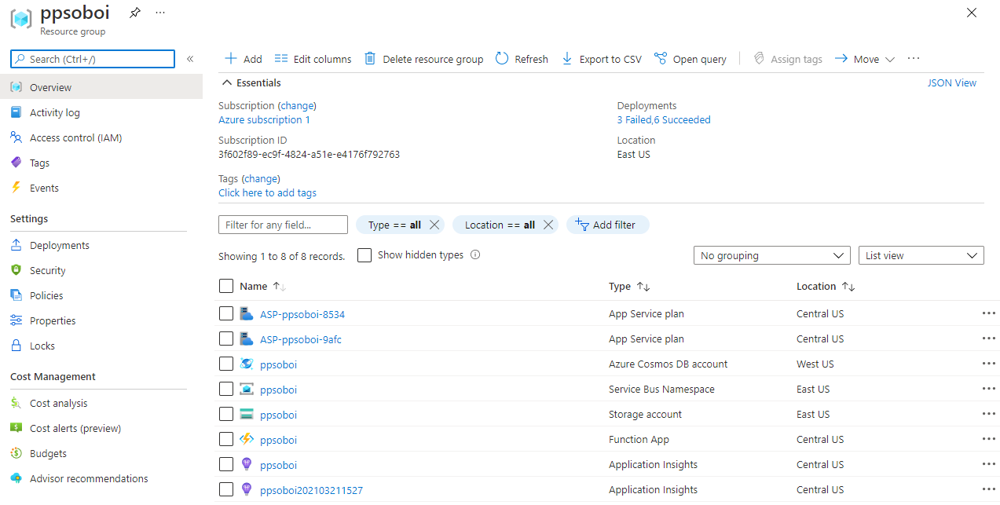 ppsoboi
Resource group
Search (Ctrl+/)
Overview
Activity log
Access control (IAM)
Tags
Events
Settings
Deployments
Security
Policies
Properties
Locks
Cost Management
Cost analysis
Cost alerts (preview)
Budgets
Advisor recommendations
Add Edit columns Delete resource group Refresh Export to CSV Open query Assign tags Move
Essentials JSON View
Subscription (change)
Azure subscription 1
Subscription ID
3f602f89-ec9f-4824-a51e-e4176f792763
Tags (change)
Click here to add tags
Deployments
3 Failed,6 Succeeded
Location
East US
Filter for any field... Type == all Location == all Add filter
Showing 1 to 8 of 8 records. Show hidden types No grouping List view
Name Type Location
ASP-ppsoboi-8534 App Service plan Central US
ASP-ppsoboi-9afc App Service plan Central US
ppsoboi Azure Cosmos DB account West US
ppsoboi Service Bus Namespace East US
ppsoboi Storage account East US
ppsoboi Function App Central US
ppsoboi Application Insights Central US
ppsoboi202103211527 Application Insights Central US